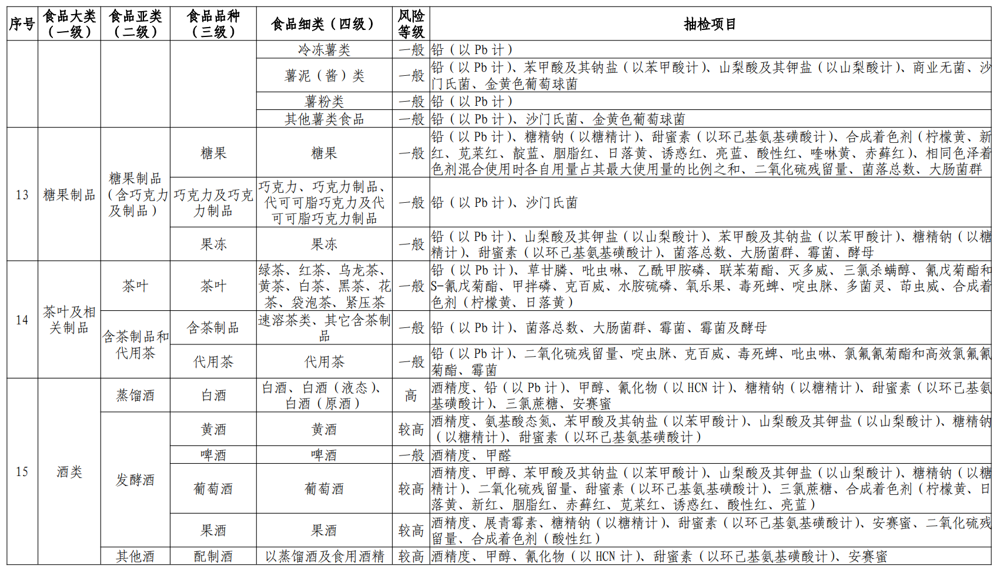 序号
食品大类
（一级）
食品亚类
（二级）
食品品种
（三级）
食品细类（四级）
风险
等级
抽检项目
冷冻薯类
一般
铅（以 Pb 计）
薯泥（酱）类
一般
铅（以 Pb 计）、苯甲酸及其钠盐（以苯甲酸计）、山梨酸及其钾盐（以山梨酸计）、商业无菌、沙
门氏菌、金黄色葡萄球菌
薯粉类
一般
铅（以 Pb 计）
其他薯类食品
一般
铅（以 Pb 计）、沙门氏菌、金黄色葡萄球菌
13
糖果制品
糖果制品
（含巧克力
及制品）
糖果
糖果
一般
铅（以 Pb 计）、糖精钠（以糖精计）、甜蜜素（以环己基氨基磺酸计）、合成着色剂（柠檬黄、新
红、苋菜红、靛蓝、胭脂红、日落黄、诱惑红、亮蓝、酸性红、喹啉黄、赤藓红）、相同色泽着
色剂混合使用时各自用量占其最大使用量的比例之和、二氧化硫残留量、菌落总数、大肠菌群
巧克力及巧克
力制品
巧克力、巧克力制品、
代可可脂巧克力及代
可可脂巧克力制品
一般
铅（以 Pb 计）、沙门氏菌
果冻
果冻
一般
铅（以 Pb 计）、山梨酸及其钾盐（以山梨酸计）、苯甲酸及其钠盐（以苯甲酸计）、糖精钠（以糖
精计）、甜蜜素（以环己基氨基磺酸计）、菌落总数、大肠菌群、霉菌、酵母
14
茶叶及相
关制品
茶叶
茶叶
绿茶、红茶、乌龙茶、
黄茶、白茶、黑茶、花
茶、袋泡茶、紧压茶
一般
铅（以 Pb 计）、草甘膦、吡虫啉、乙酰甲胺磷、联苯菊酯、灭多威、三氯杀螨醇、氰戊菊酯和
S-氰戊菊酯、甲拌磷、克百威、水胺硫磷、氧乐果、毒死蜱、啶虫脒、多菌灵、茚虫威、合成着
色剂（柠檬黄、日落黄）
含茶制品和
代用茶
含茶制品
速溶茶类、其它含茶制
品
一般
铅（以 Pb 计）、菌落总数、大肠菌群、霉菌、霉菌及酵母
代用茶
代用茶
一般
铅（以 Pb 计）、二氧化硫残留量、啶虫脒、克百威、毒死蜱、吡虫啉、氯氟氰菊酯和高效氯氟氰
菊酯、霉菌
15
酒类
蒸馏酒
白酒
白酒、白酒（液态）、
白酒（原酒）
高
酒精度、铅（以 Pb 计）、甲醇、氰化物（以 HCN 计）、糖精钠（以糖精计）、甜蜜素（以环己基氨
基磺酸计）、三氯蔗糖、安赛蜜
发酵酒
黄酒
黄酒
较高
酒精度、氨基酸态氮、苯甲酸及其钠盐（以苯甲酸计）、山梨酸及其钾盐（以山梨酸计）、糖精钠
（以糖精计）、甜蜜素（以环己基氨基磺酸计）
啤酒
啤酒
一般
酒精度、甲醛
葡萄酒
葡萄酒
较高
酒精度、甲醇、苯甲酸及其钠盐（以苯甲酸计）、山梨酸及其钾盐（以山梨酸计）、糖精钠（以糖
精计）、二氧化硫残留量、甜蜜素（以环己基氨基磺酸计）、三氯蔗糖、合成着色剂（柠檬黄、日
落黄、新红、胭脂红、赤藓红、苋菜红、诱惑红、酸性红、亮蓝）
果酒
果酒
较高
酒精度、展青霉素、糖精钠（以糖精计）、甜蜜素（以环己基氨基磺酸计）、安赛蜜、二氧化硫残
留量、合成着色剂（酸性红）
其他酒
配制酒
以蒸馏酒及食用酒精
较高
酒精度、甲醇、氰化物（以 HCN 计）、甜蜜素（以环己基氨基磺酸计）、安赛蜜